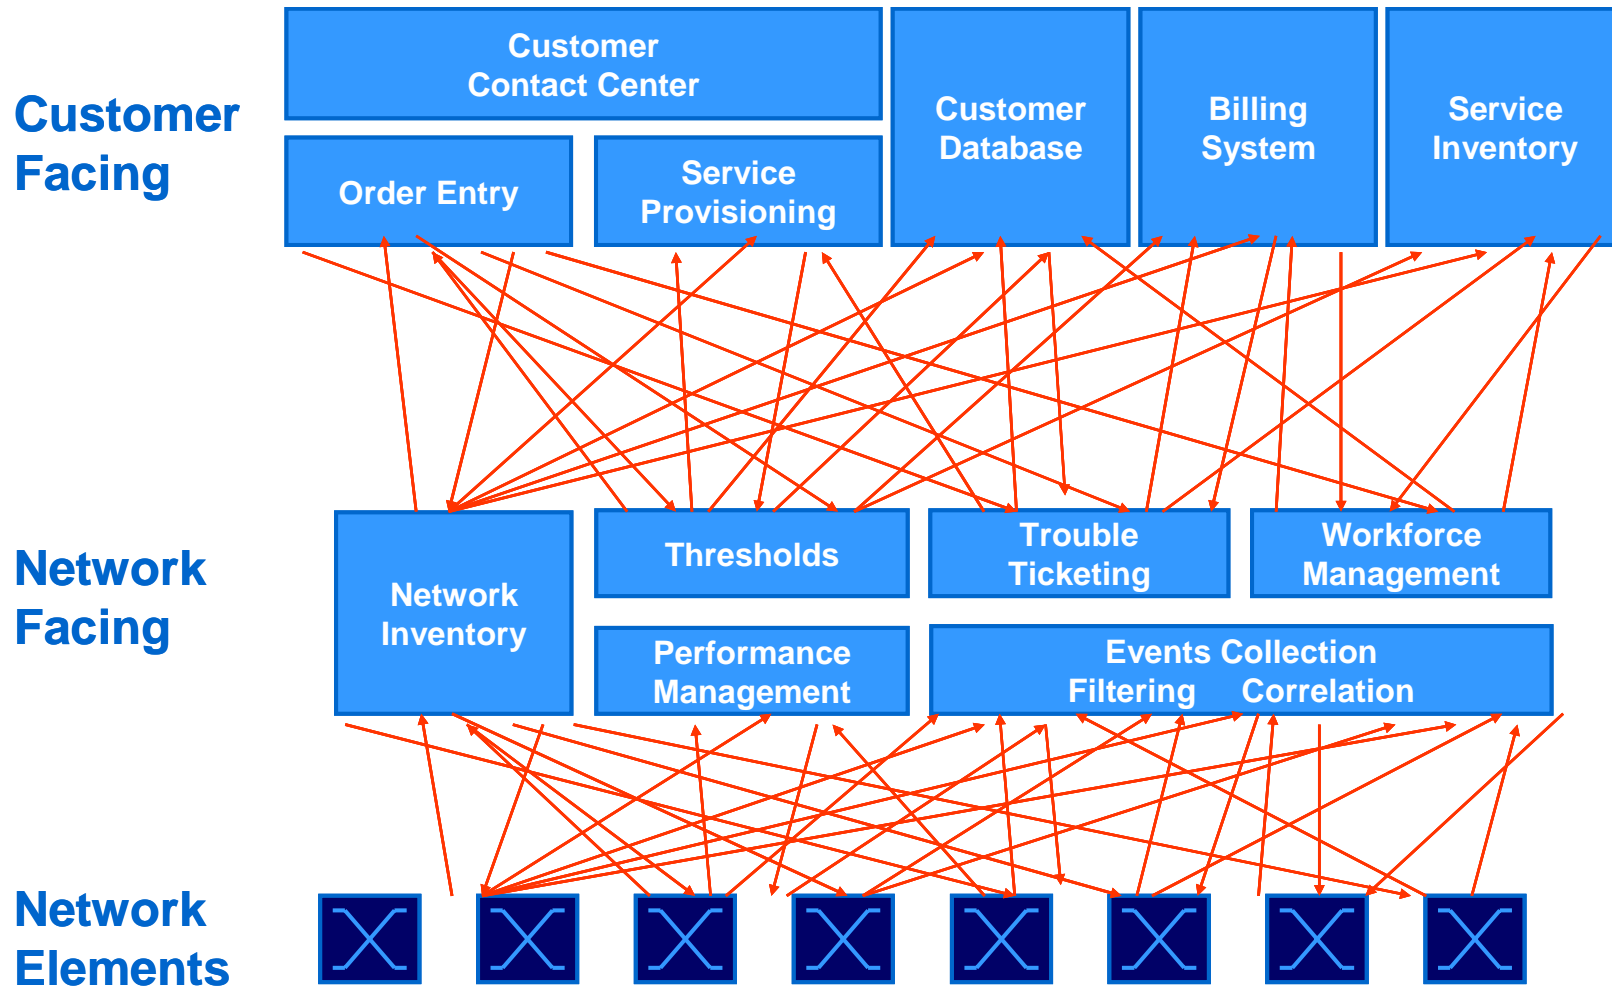 Customer
Facing
Customer
Contact Center
Order Entry
Service
Provisioning
Customer
Database
Billing
System
Service
Inventory
Network
Facing
Network
Inventory
Thresholds
Trouble
Ticketing
Workforce
Management
Performance
Management
Events Collection
Filtering Correlation
Network
Elements